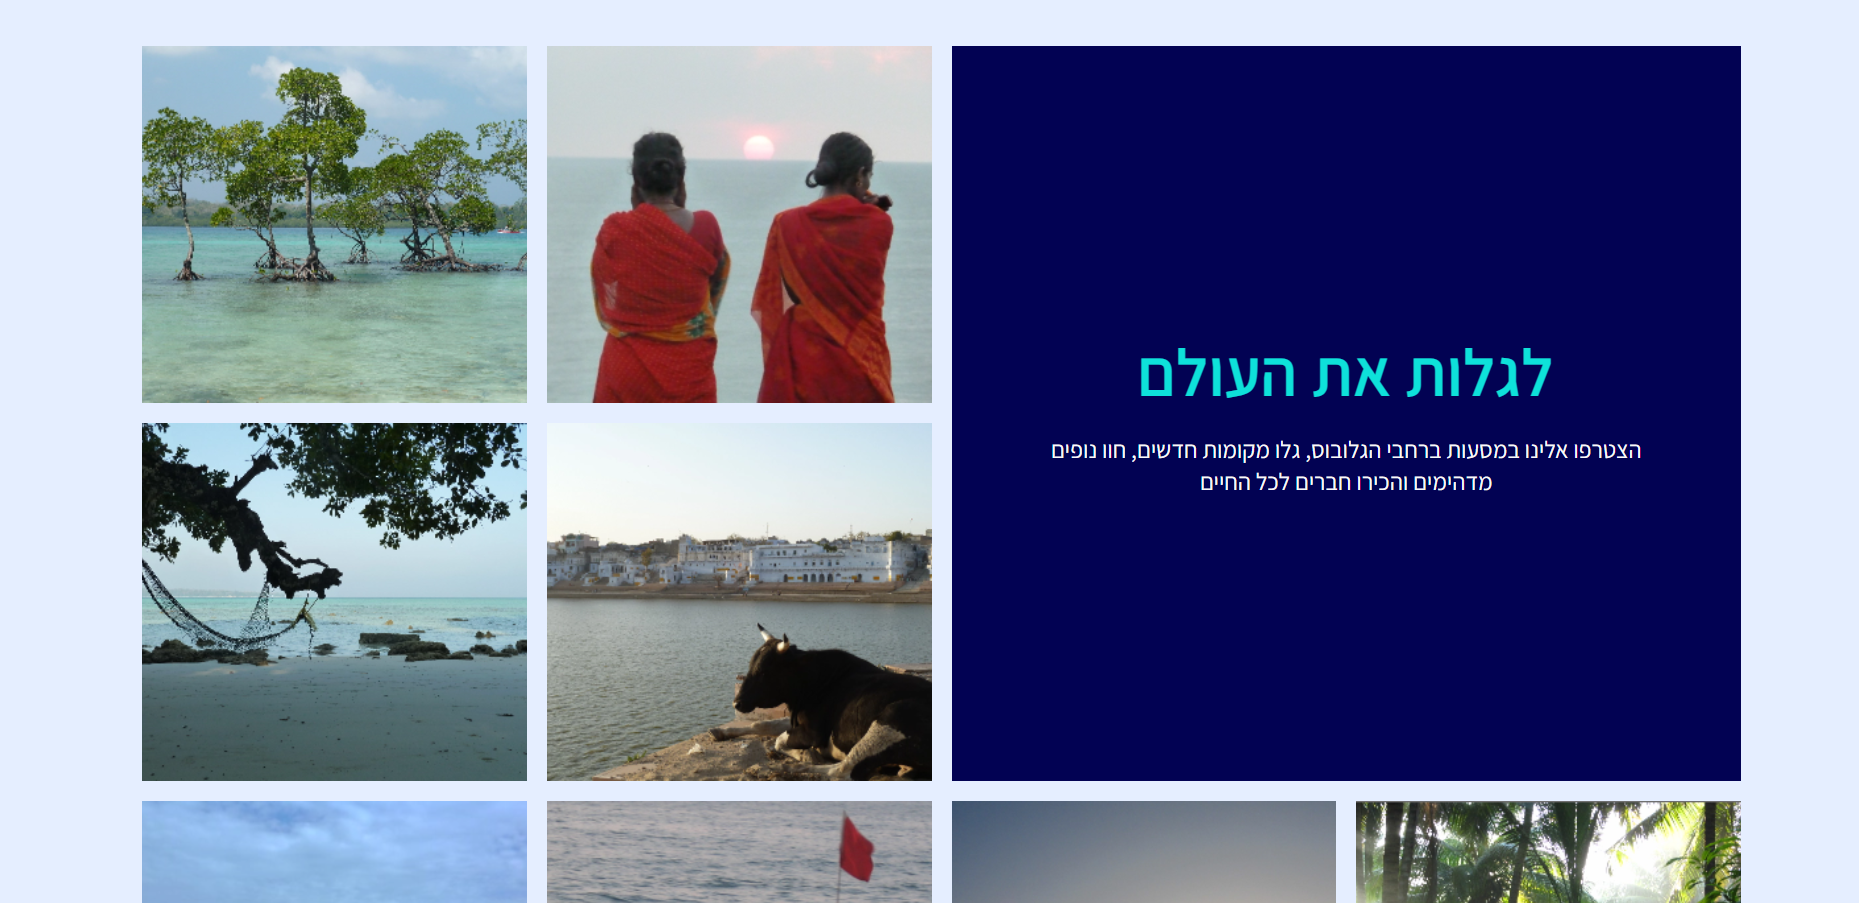 לגלות את העולם
הצטרפו אלינו במסעות ברחבי הגלובוס, גלו מקומות חדשים, חוו נופים
מדהימים והכירו חברים לכל החיים